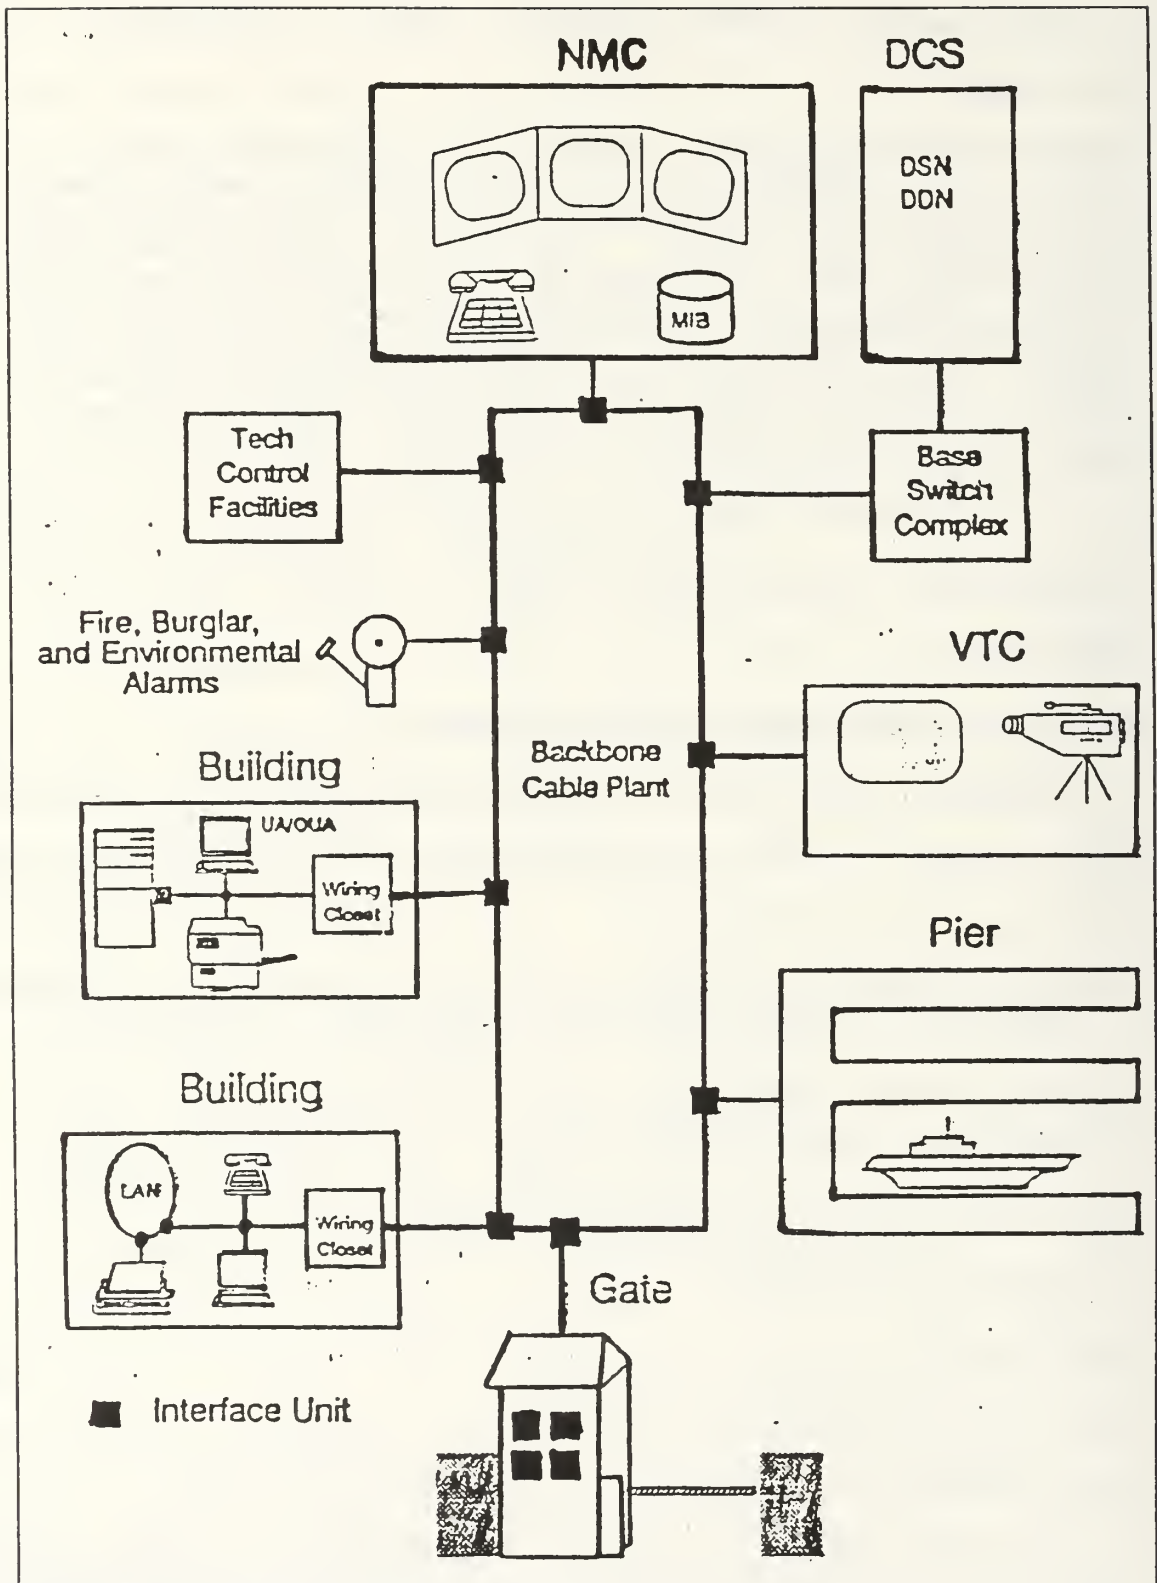 NMC
DCS
DSN
DDN
MIB
Tech
Control
Facilities
Base
Switch
Complex
Fire, Burglar,
and Environmental
Alarms
VTC
Backbone
Cable Plant
Building
UA/OUA
Wiring
Closet
Pier
Building
LAN
Wiring
Closet
Gate
Interface Unit